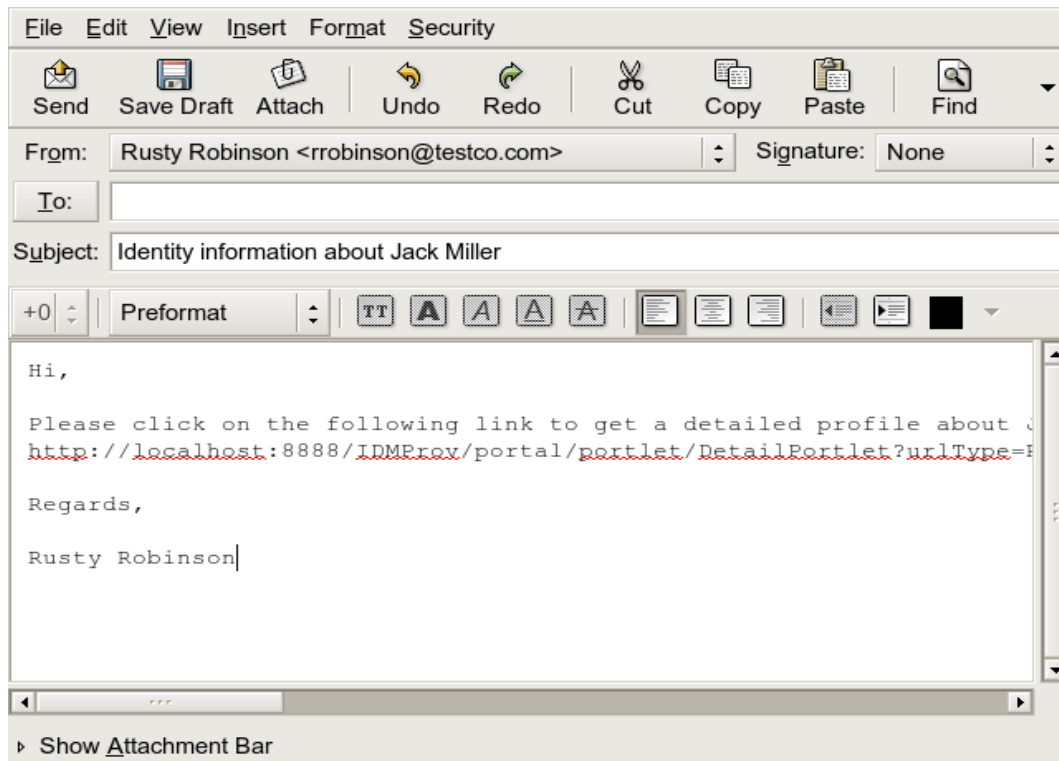 File Edit View Insert Format Security
Send Save Draft Attach Undo Redo Cut Copy Paste Find
From: Rusty Robinson <rrobinson@testco.com> Signature: None
To:
Subject: Identity information about Jack Miller
+0 Preformat TT A A A A
Hi,
Please click on the following link to get a detailed profile about
http://localhost:8888/IDMProv/portal/portlet/DetailPortlet?urlType=
Regards,
Rusty Robinson
Show Attachment Bar